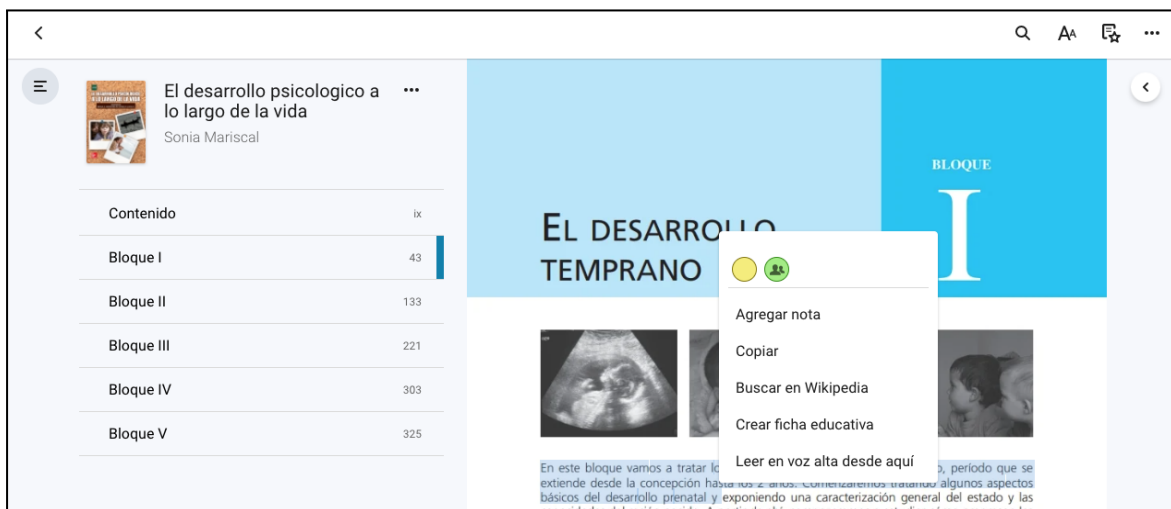 El desarrollo psicologico a
lo largo de la vida
Sonia Mariscal
Contenido ix
Bloque I 43
Bloque II 133
Bloque III 221
Bloque IV 303
Bloque V 325
BLOQUE
I
EL DESARROLLO
TEMPRANO
Agregar nota
Copiar
Buscar en Wikipedia
Crear ficha educativa
Leer en voz alta desde aquí
En este bloque vamos a tratar lo o, período que se
extiende desde la concepción hasta los 2 años. Comenzaremos tratando algunos aspectos
básicos del desarrollo prenatal y exponiendo una caracterización general del estado y las